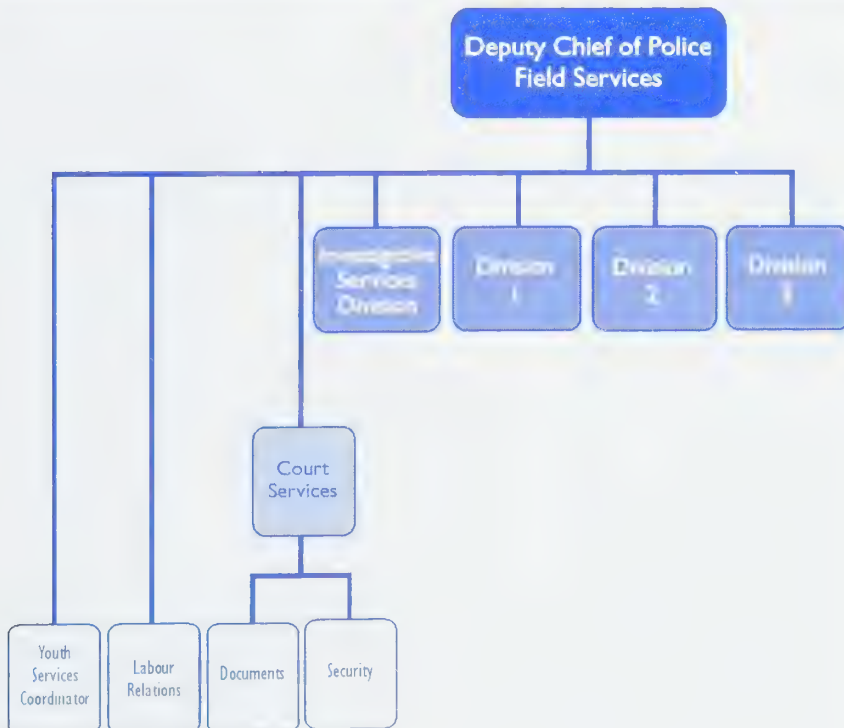 Deputy Chief of Police
Field Services
Investigative
Services
Division
Division
1
Division
2
Division
3
Court
Services
Youth
Services
Coordinator
Labour
Relations
Documents
Security